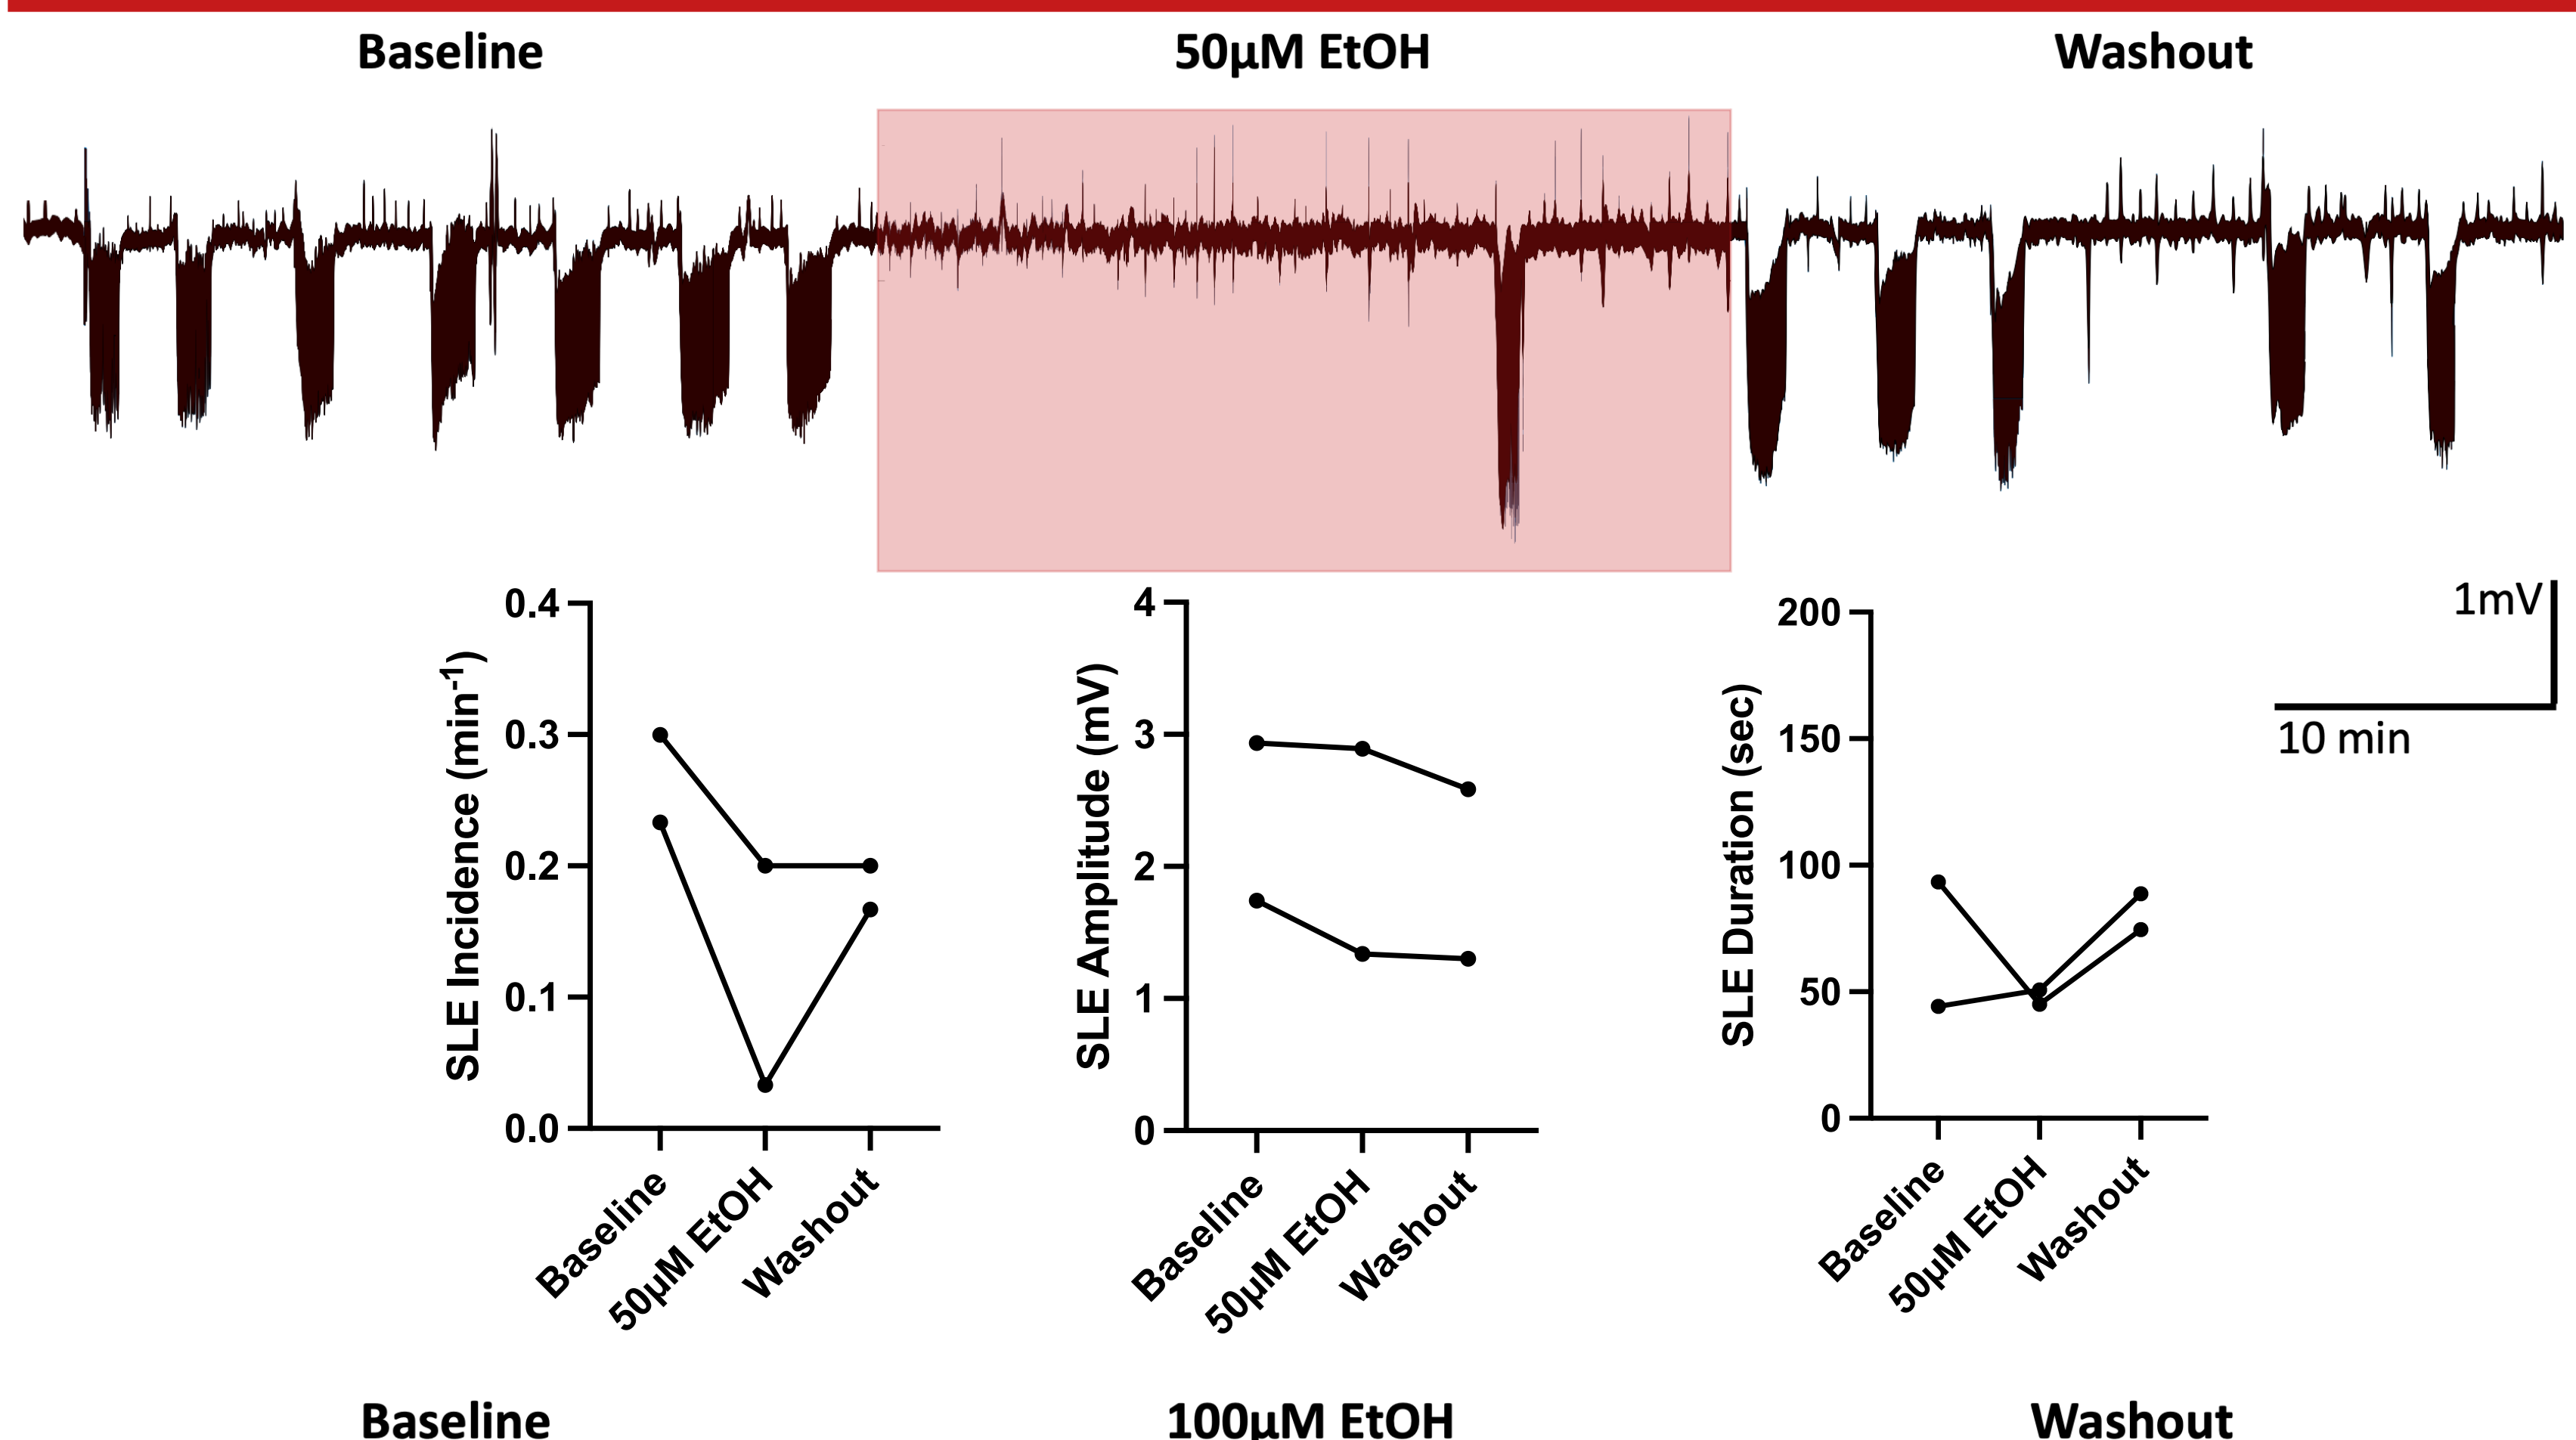 Baseline
50µM EtOH
Washout
0.4
0.3
0.2
0.1
0.0
SLE Incidence (min-1)
Baseline
50µM EtOH
Washout
4
3
2
1
0
SLE Amplitude (mV)
Baseline
50µM EtOH
Washout
200
150
100
50
0
SLE Duration (sec)
Baseline
50µM EtOH
Washout
1mV
10 min
Baseline
100µM EtOH
Washout